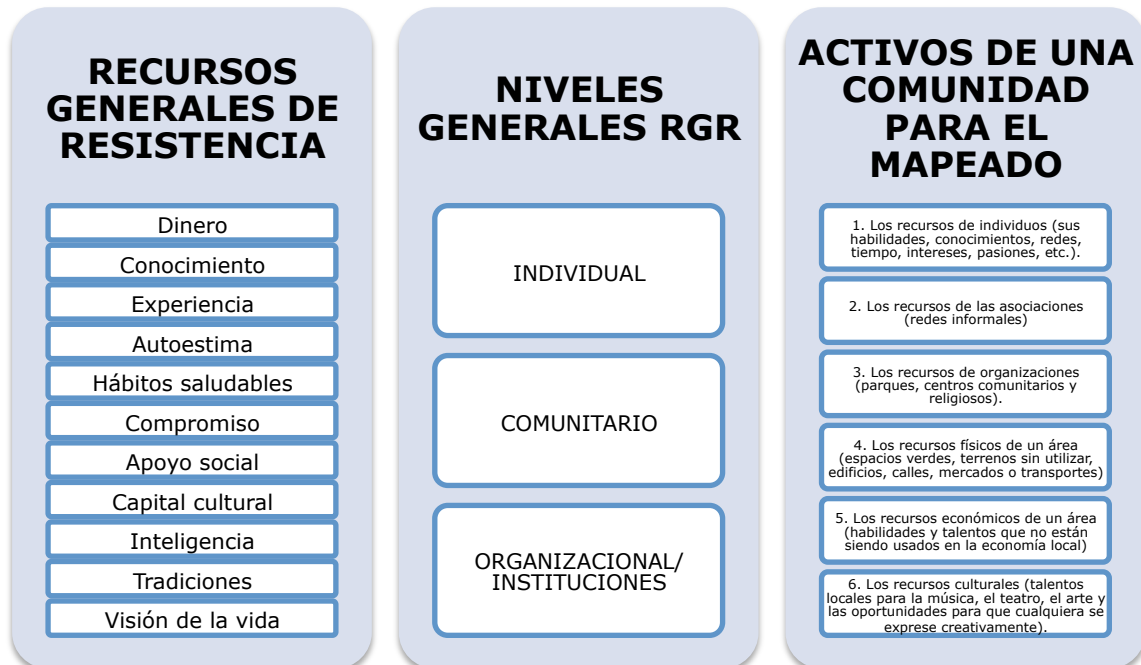 RECURSOS
GENERALES DE
RESISTENCIA
Dinero
Conocimiento
Experiencia
Autoestima
Hábitos saludables
Compromiso
Apoyo social
Capital cultural
Inteligencia
Tradiciones
Visión de la vida
NIVELES
GENERALES RGR
INDIVIDUAL
COMUNITARIO
ORGANIZACIONAL/
INSTITUCIONES
ACTIVOS DE UNA
COMUNIDAD
PARA EL
MAPEADO
1. Los recursos de individuos (sus
habilidades, conocimientos, redes,
tiempo, intereses, pasiones, etc.).
2. Los recursos de las asociaciones
(redes informales)
3. Los recursos de organizaciones
(parques, centros comunitarios y
religiosos).
4. Los recursos físicos de un área
(espacios verdes, terrenos sin utilizar,
edificios, calles, mercados o transportes)
5. Los recursos económicos de un área
(habilidades y talentos que no están
siendo usados en la economía local)
6. Los recursos culturales (talentos
locales para la música, el teatro, el arte y
las oportunidades para que cualquiera se
exprese creativamente).